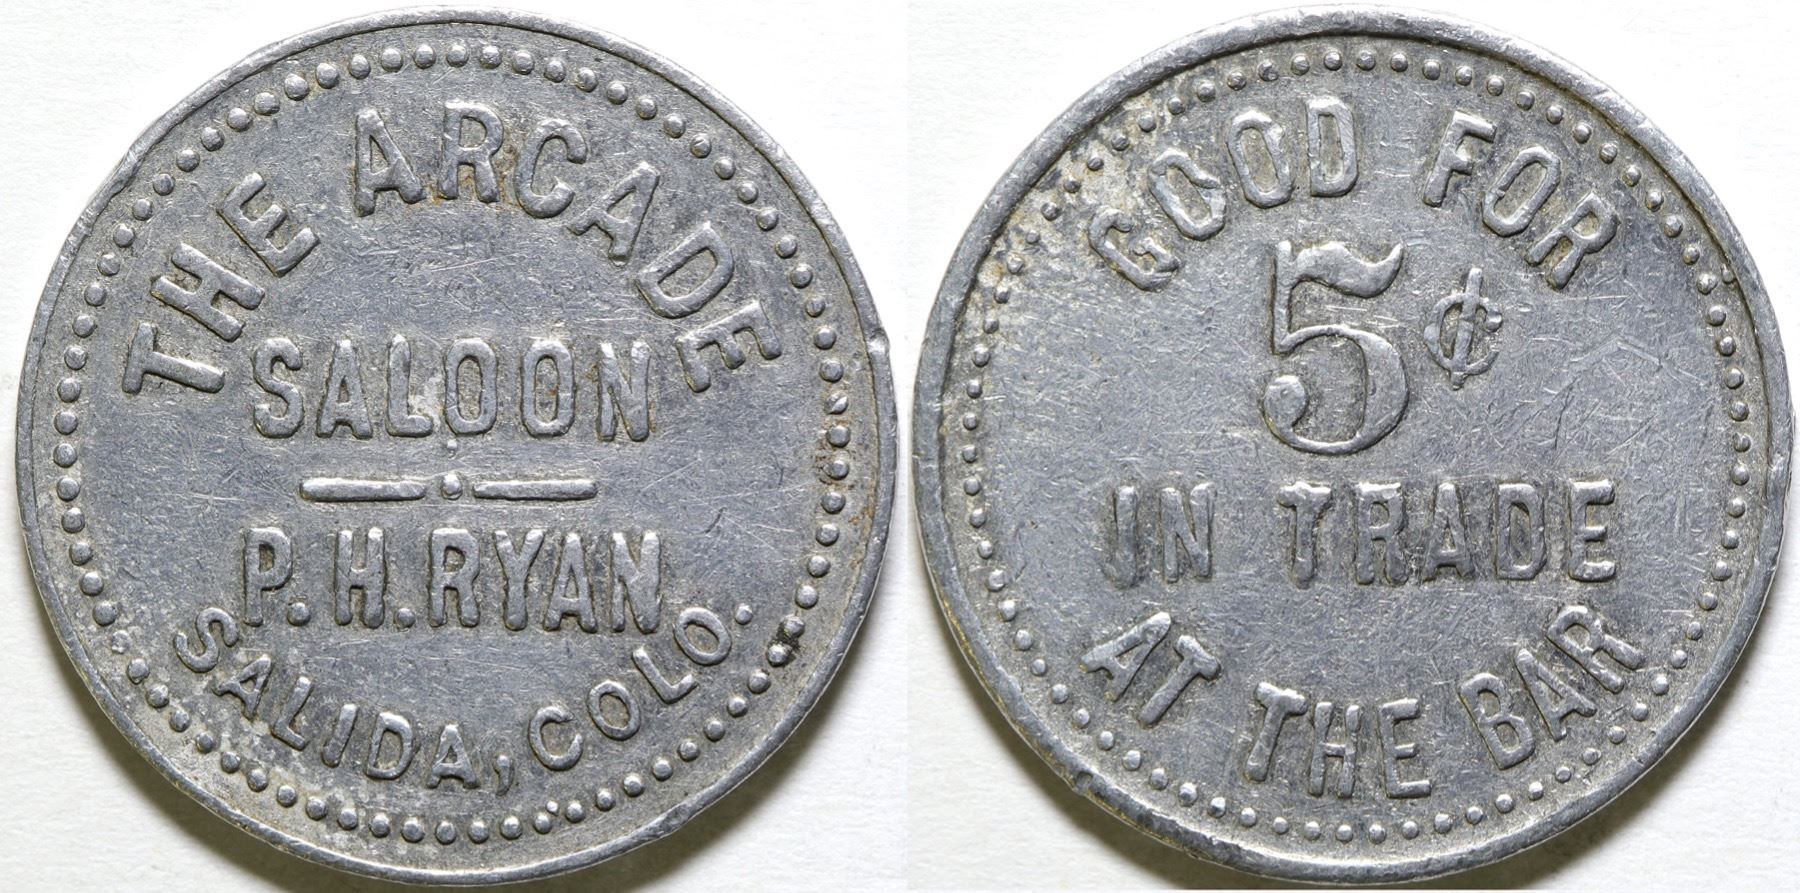 THE ARCADE
SALOON
P. H. RYAN
SALIDA, COLO.
GOOD FOR
5¢
IN TRADE
AT THE BAR